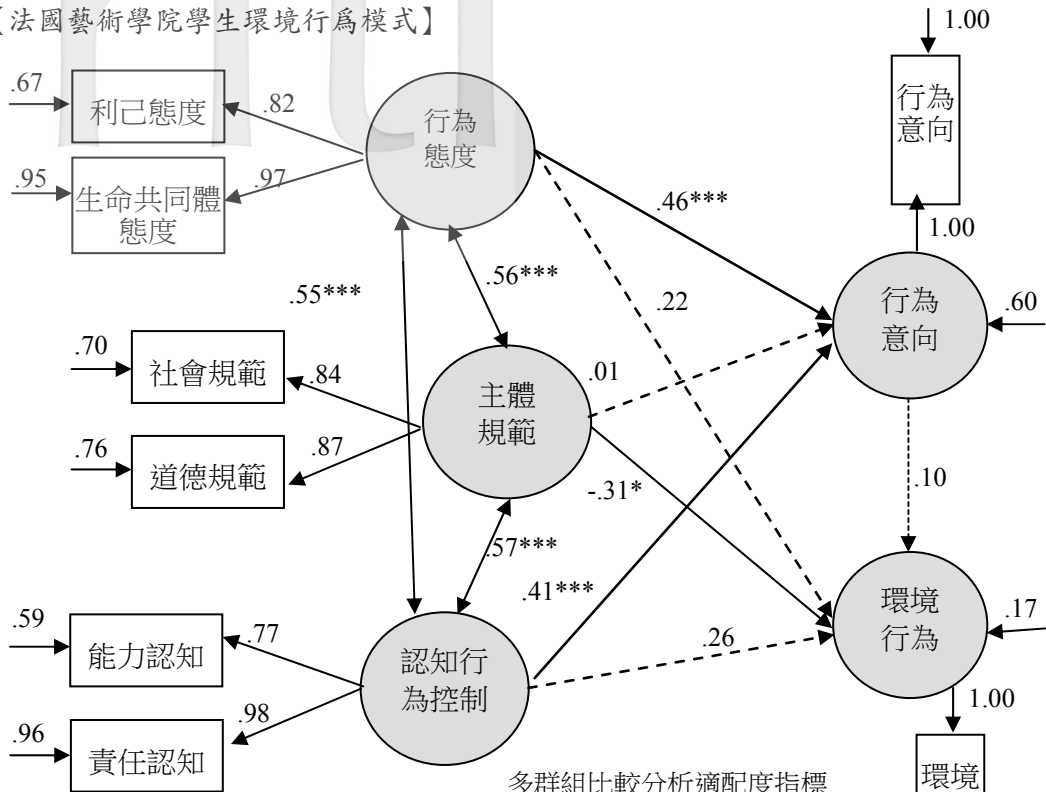 【法國藝術學院學生環境行為模式】
1.00
.67
利己態度
.82
行為
態度
行為
意向
.95
生命共同體
態度
.97
.46***
1.00
.55***
.56***
.22
行為
意向
.60
.70
社會規範
.84
主體
規範
.01
.76
道德規範
.87
-.31*
.10
.57***
.41***
環境
行為
.17
.59
能力認知
.77
認知行
為控制
.26
1.00
.96
責任認知
.98
環境
多群組比較分析適配度指標